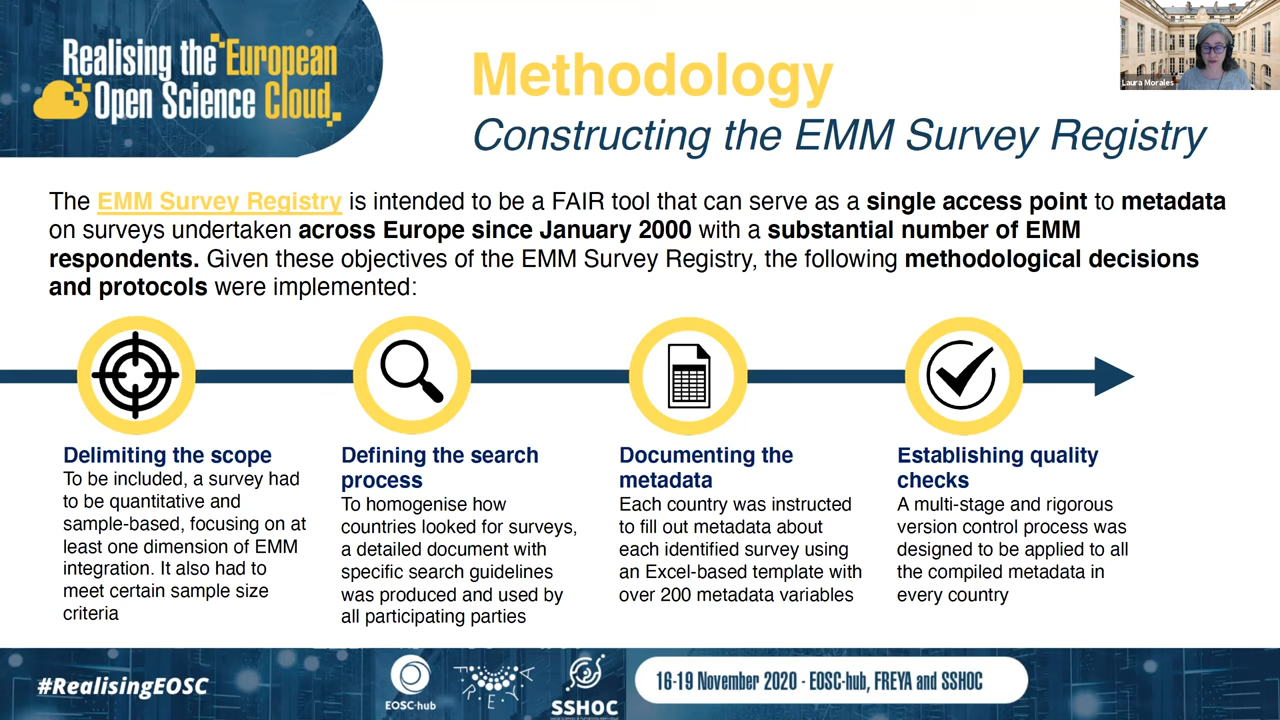 Realising the European
Open Science Cloud
Methodology
Constructing the EMM Survey Registry
Laura Morales
The EMM Survey Registry is intended to be a FAIR tool that can serve as a single access point to metadata
on surveys undertaken across Europe since January 2000 with a substantial number of EMM
respondents. Given these objectives of the EMM Survey Registry, the following methodological decisions
and protocols were implemented:
Delimiting the scope
To be included, a survey had
to be quantitative and
sample-based, focusing on at
least one dimension of EMM
integration. It also had to
meet certain sample size
criteria
Defining the search
process
To homogenise how
countries looked for surveys,
a detailed document with
specific search guidelines
was produced and used by
all participating parties
Documenting the
metadata
Each country was instructed
to fill out metadata about
each identified survey using
an Excel-based template with
over 200 metadata variables
Establishing quality
checks
A multi-stage and rigorous
version control process was
designed to be applied to all
the compiled metadata in
every country
#RealisingEOSC
EOSC-hub
FREYA
SSHOC
16-19 November 2020 - EOSC-hub, FREYA and SSHOC